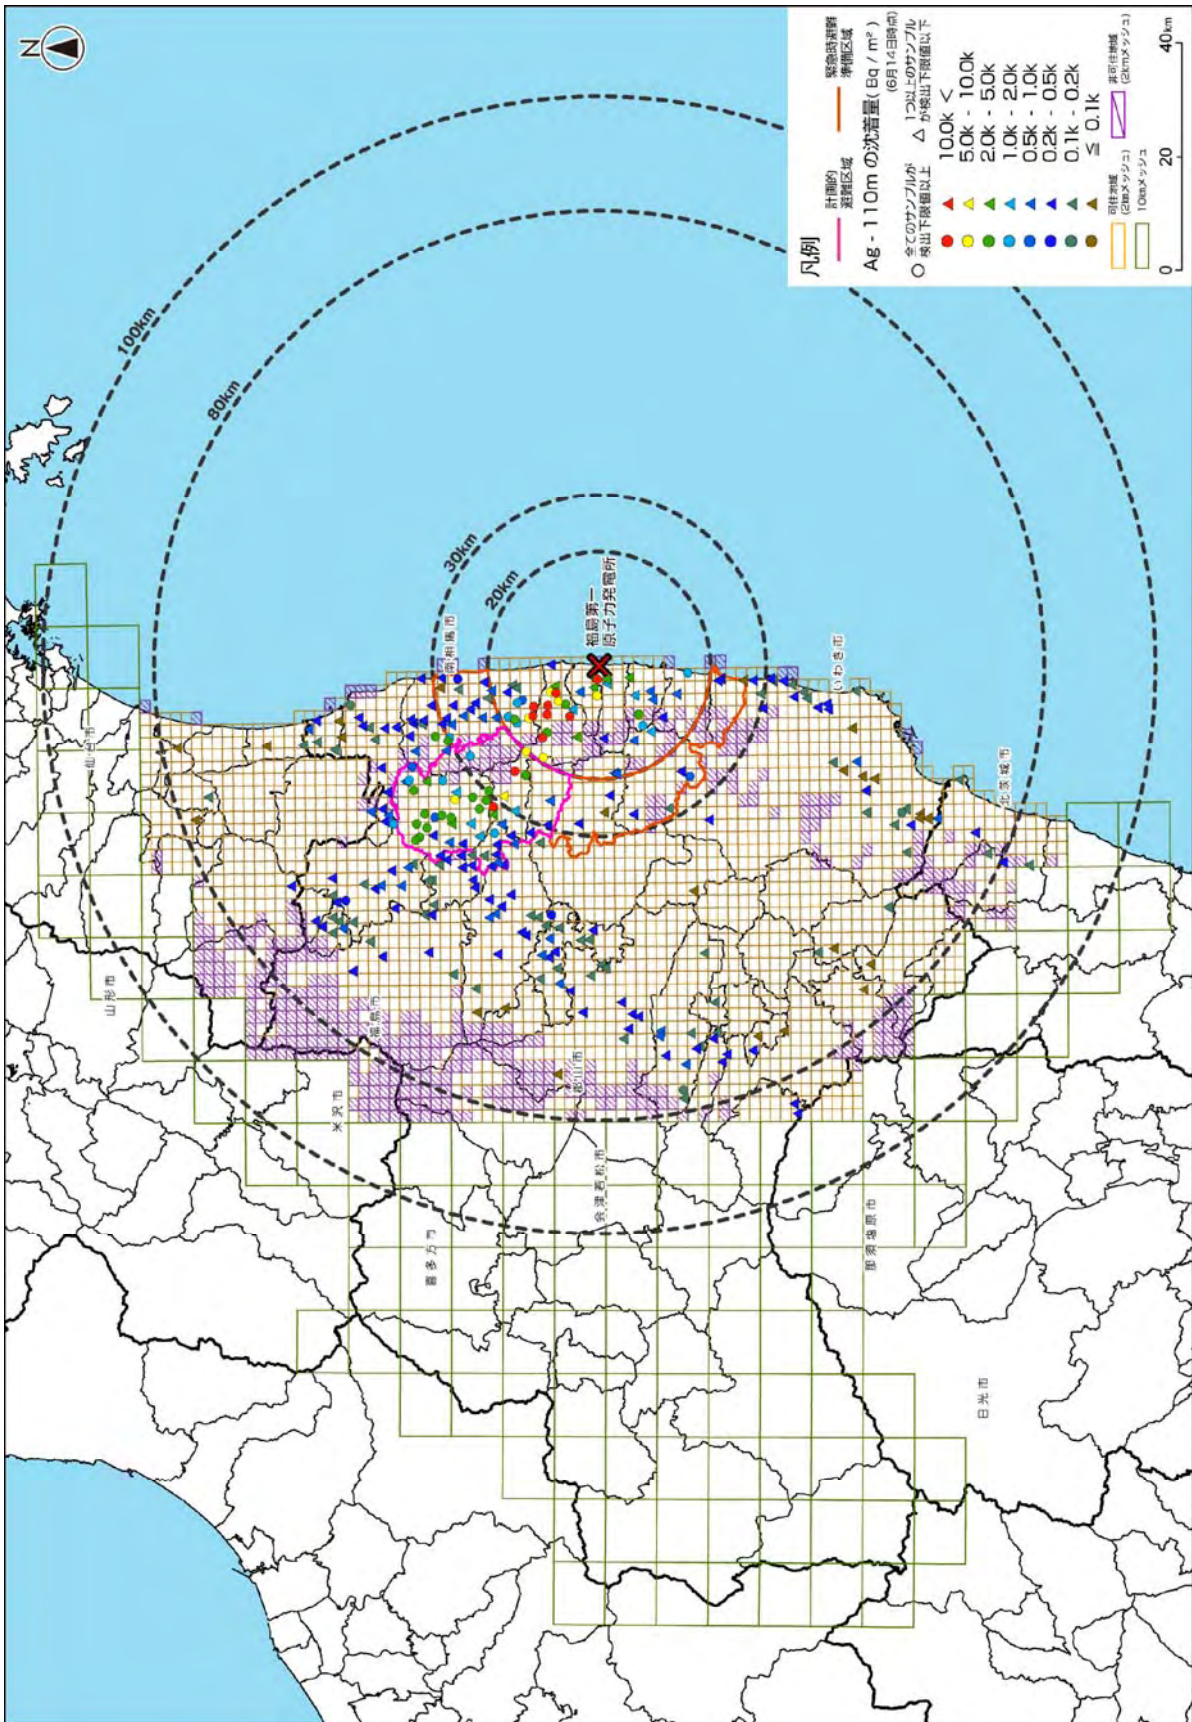 N
100km
80km
30km
20km
仙台市
山形市
南相馬市
福島市
米沢市
福島第一
原子力発電所
喜多方市
郡山市
会津若松市
いわき市
北茨城市
那須塩原市
日光市
凡例
計画的
避難区域
緊急時避難
準備区域
Ag - 110m の沈着量( Bq / m² )
(6月14日時点)
○ 全てのサンプルが
検出下限値以上
△ 1つ以上のサンプル
が検出下限値以下
10.0k <
5.0k - 10.0k
2.0k - 5.0k
1.0k - 2.0k
0.5k - 1.0k
0.2k - 0.5k
0.1k - 0.2k
≦ 0.1k
可住地域
(2kmメッシュ)
非可住地域
(2kmメッシュ)
10kmメッシュ
0 20 40km